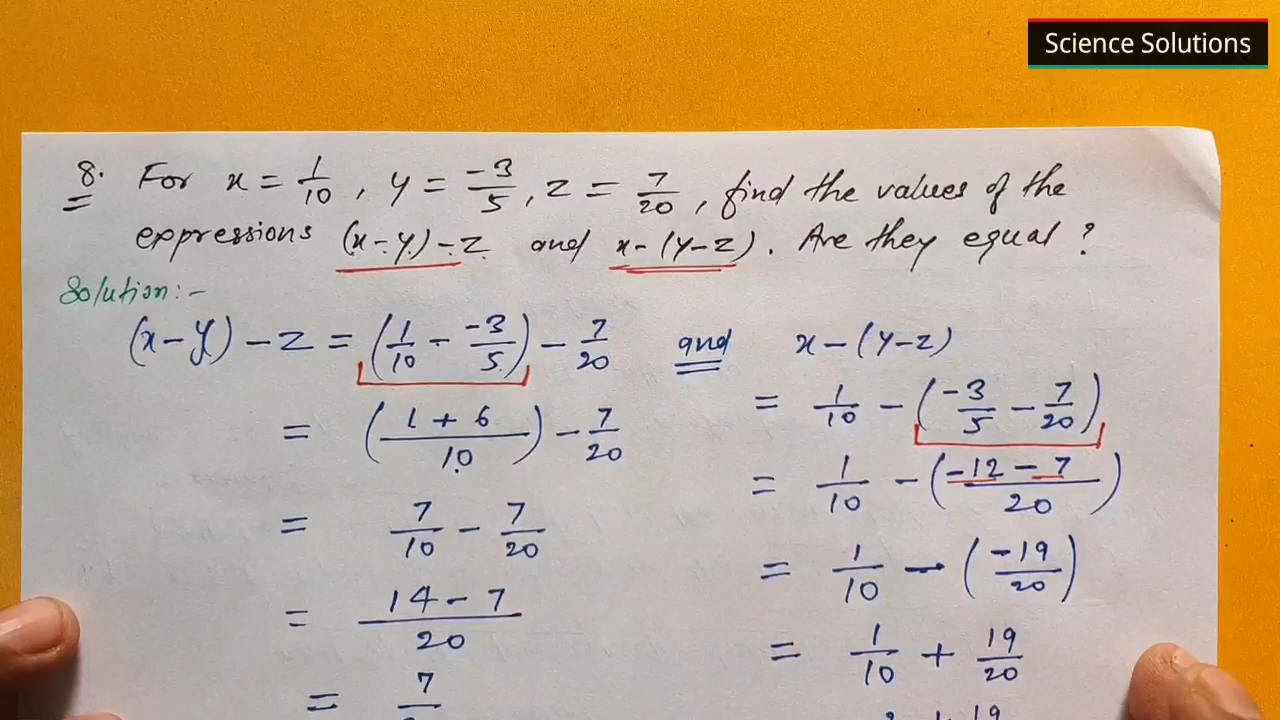 Science Solutions
8. For x = 1/10, y = -3/5, z = 7/20, find the values of the
expressions (x-y)-z and x-(y-z). Are they equal?
Solution:-
(x-y)-z = (1/10 - -3/5) - 7/20 and x-(y-z)
= 1/10 - (-3/5 - 7/20)
= (1+6/10) - 7/20
= 1/10 - (-12-7/20)
= 7/10 - 7/20
= 1/10 - (-19/20)
= 14-7/20
= 1/10 + 19/20
= 7